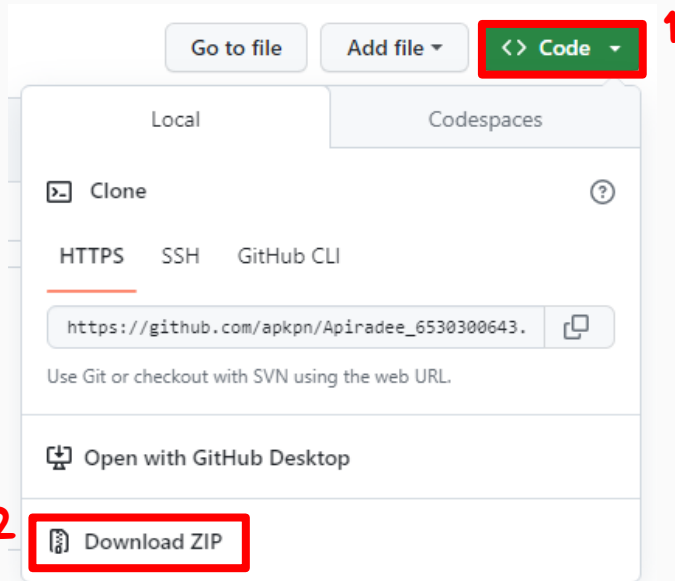 Go to file Add file <> Code 1
Local Codespaces
Clone
HTTPS SSH GitHub CLI
https://github.com/apkpn/Apiradee_6530300643.
Use Git or checkout with SVN using the web URL.
Open with GitHub Desktop
2 Download ZIP